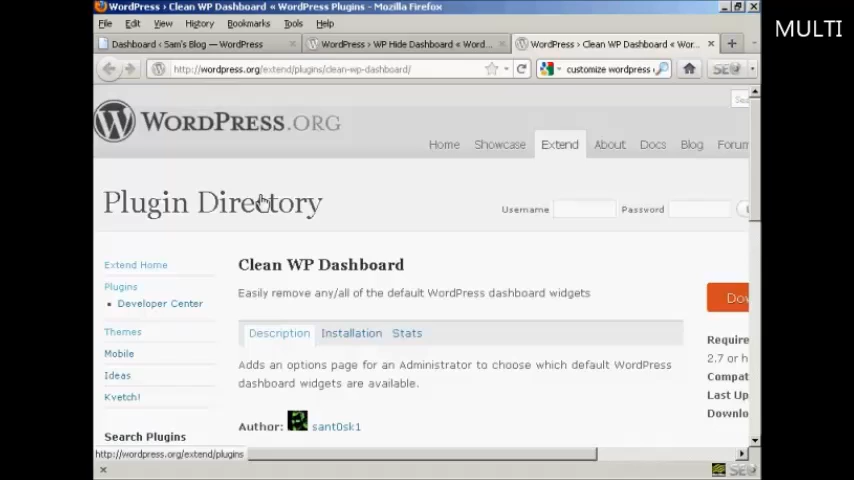 WordPress › Clean WP Dashboard « WordPress Plugins - Mozilla Firefox
File Edit View History Bookmarks Tools Help
MULTI
Dashboard ‹ Sam's Blog — WordPress
WordPress › WP Hide Dashboard « Word...
WordPress › Clean WP Dashboard « Wor...
http://wordpress.org/extend/plugins/clean-wp-dashboard/
customize wordpress
WORDPRESS.ORG
Home Showcase Extend About Docs Blog Forum
Plugin Directory
Username Password
Extend Home
Plugins
Developer Center
Themes
Mobile
Ideas
Kvetch!
Search Plugins
Clean WP Dashboard
Easily remove any/all of the default WordPress dashboard widgets
Description Installation Stats
Adds an options page for an Administrator to choose which default WordPress
dashboard widgets are available.
Author: sant0sk1
Dow
Require
2.7 or h
Compat
Last Up
Downlo
http://wordpress.org/extend/plugins